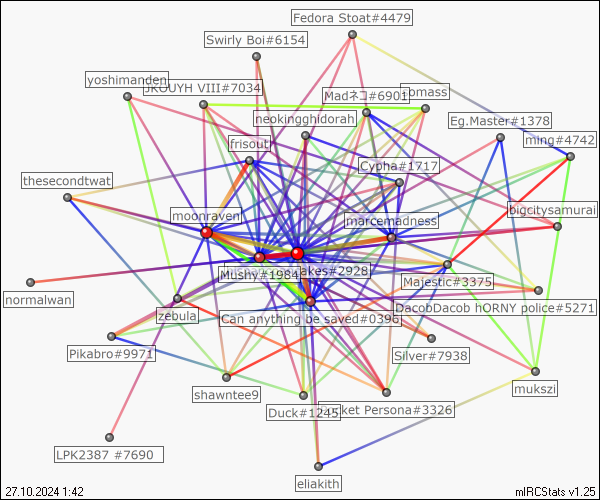 Fedora Stoat#4479
Swirly Boi#6154
yoshimanden
JKOUYH VIII#7034
Madネコ#6901
omass
neokingghidorah
Eg.Master#1378
ming#4742
frisout
Cypha#1717
thesecondtwat
moonraven
marcemadness
bigcitysamurai
Mushy#1984
akes#2928
Majestic#3375
normalwan
zebula
Can anything be saved#0396
DacobDacob hORNY police#5271
Pikabro#9971
Silver#7938
shawntee9
mukszi
Duck#1245
ket Persona#3326
LPK2387 #7690
eliakith
27.10.2024 1:42
mIRCStats v1.25